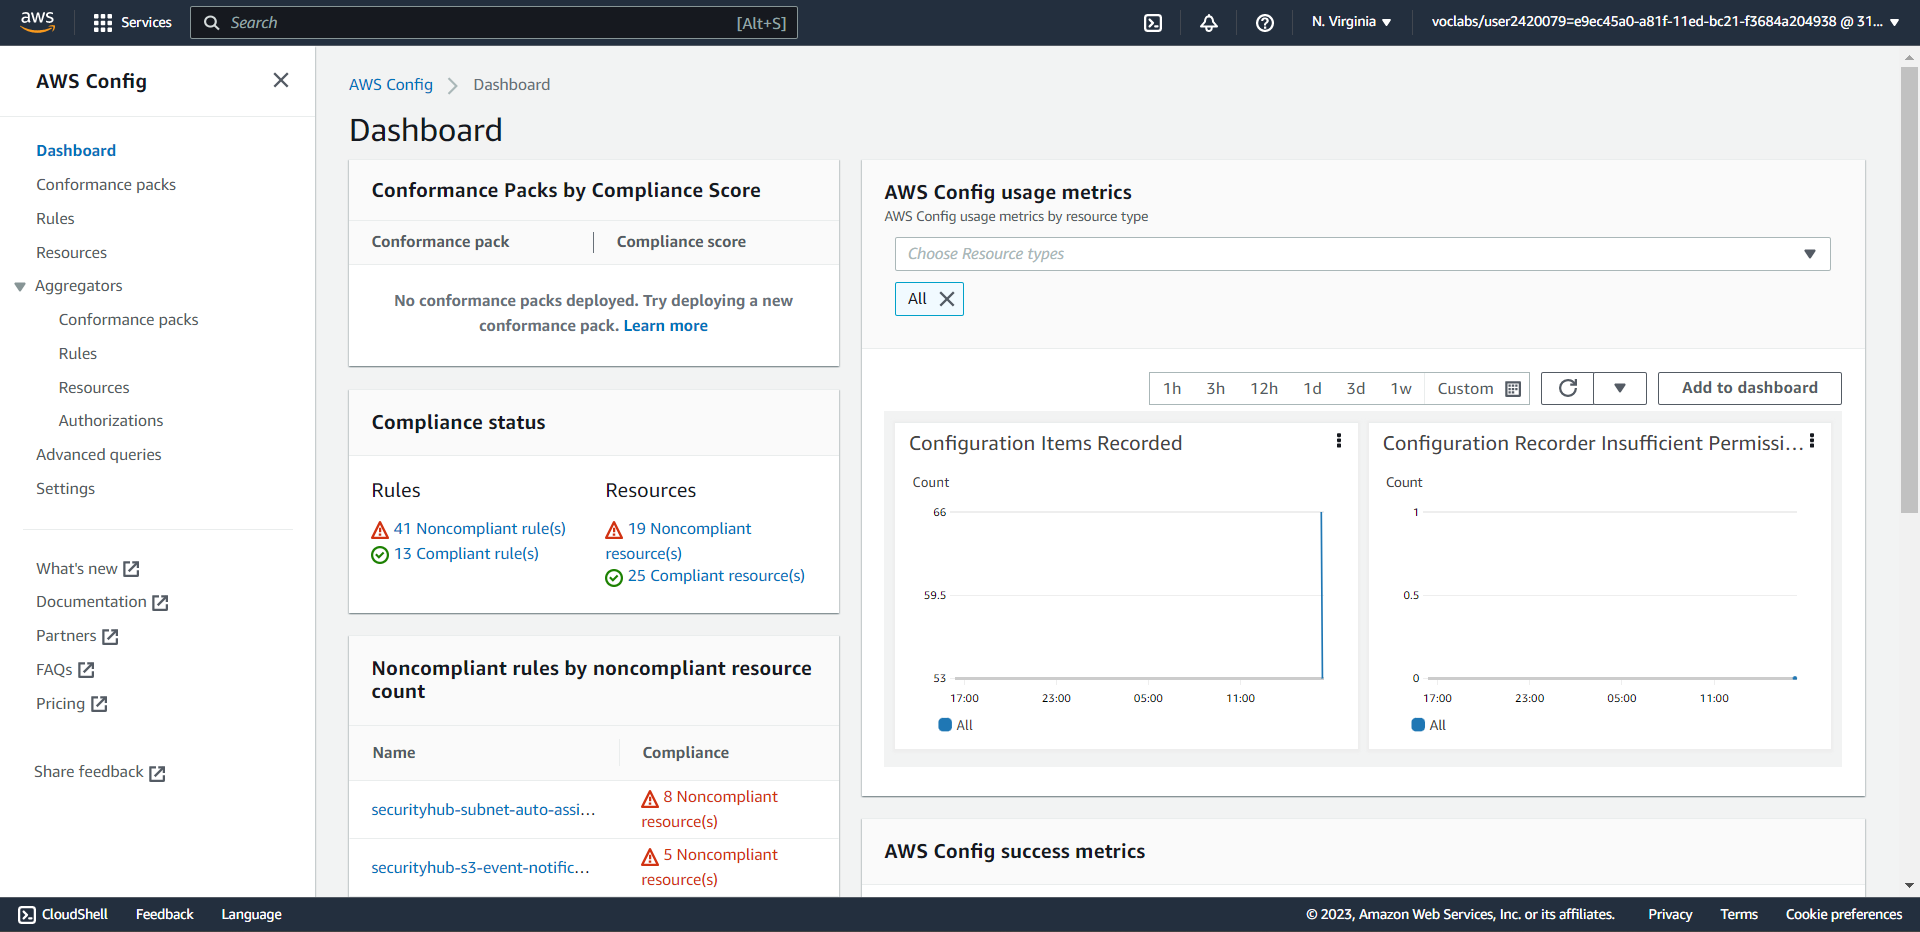 aws
Services
Search
[Alt+S]
N. Virginia
voclabs/user2420079=e9ec45a0-a81f-11ed-bc21-f3684a204938 @ 31...
AWS Config
Dashboard
Conformance packs
Rules
Resources
Aggregators
Conformance packs
Rules
Resources
Authorizations
Advanced queries
Settings
What's new
Documentation
Partners
FAQs
Pricing
Share feedback
AWS Config
Dashboard
Dashboard
Conformance Packs by Compliance Score
Conformance pack
Compliance score
No conformance packs deployed. Try deploying a new
conformance pack. Learn more
Compliance status
Rules
41 Noncompliant rule(s)
13 Compliant rule(s)
Resources
19 Noncompliant
resource(s)
25 Compliant resource(s)
Noncompliant rules by noncompliant resource
count
Name
Compliance
securityhub-subnet-auto-assi...
8 Noncompliant
resource(s)
securityhub-s3-event-notific...
5 Noncompliant
resource(s)
AWS Config usage metrics
AWS Config usage metrics by resource type
Choose Resource types
All
1h
3h
12h
1d
3d
1w
Custom
Add to dashboard
Configuration Items Recorded
Count
66
59.5
53
17:00
23:00
05:00
11:00
All
Configuration Recorder Insufficient Permissi...
Count
1
0.5
0
17:00
23:00
05:00
11:00
All
AWS Config success metrics
CloudShell
Feedback
Language
© 2023, Amazon Web Services, Inc. or its affiliates.
Privacy
Terms
Cookie preferences